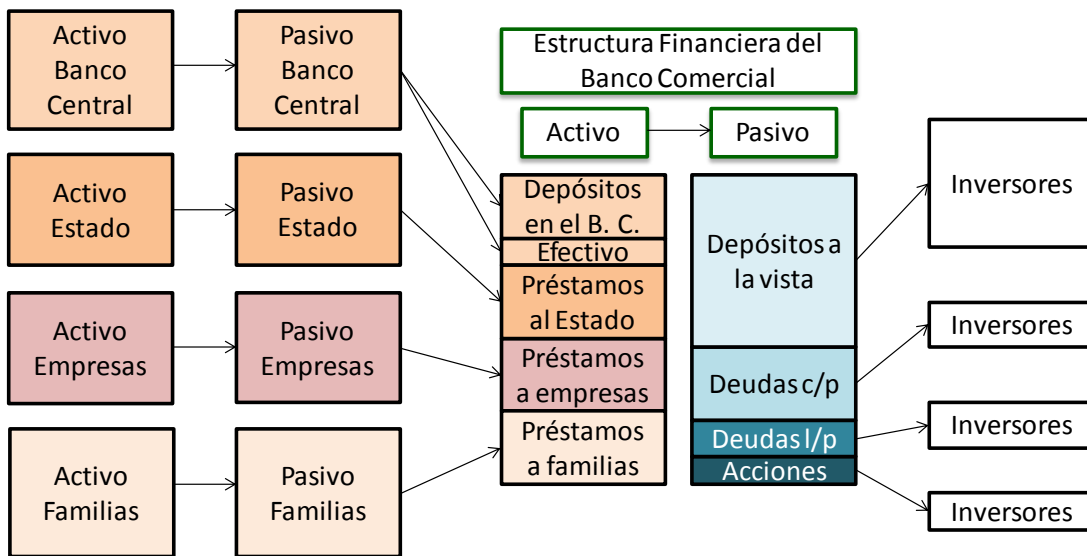 Activo
Banco
Central
Pasivo
Banco
Central
Estructura Financiera del
Banco Comercial
Activo
Pasivo
Activo
Estado
Pasivo
Estado
Depósitos
en el B. C.
Efectivo
Préstamos
al Estado
Préstamos
a empresas
Préstamos
a familias
Depósitos a
la vista
Deudas c/p
Deudas l/p
Acciones
Inversores
Inversores
Inversores
Inversores
Activo
Empresas
Pasivo
Empresas
Activo
Familias
Pasivo
Familias